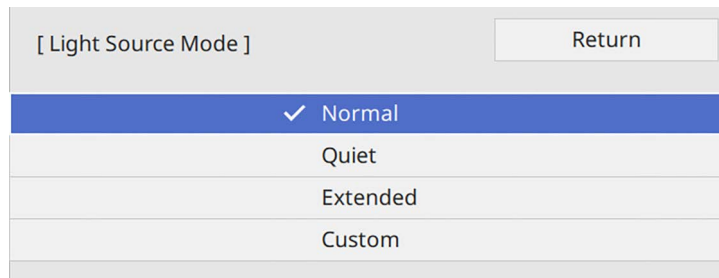 [ Light Source Mode ]
Return
Normal
Quiet
Extended
Custom